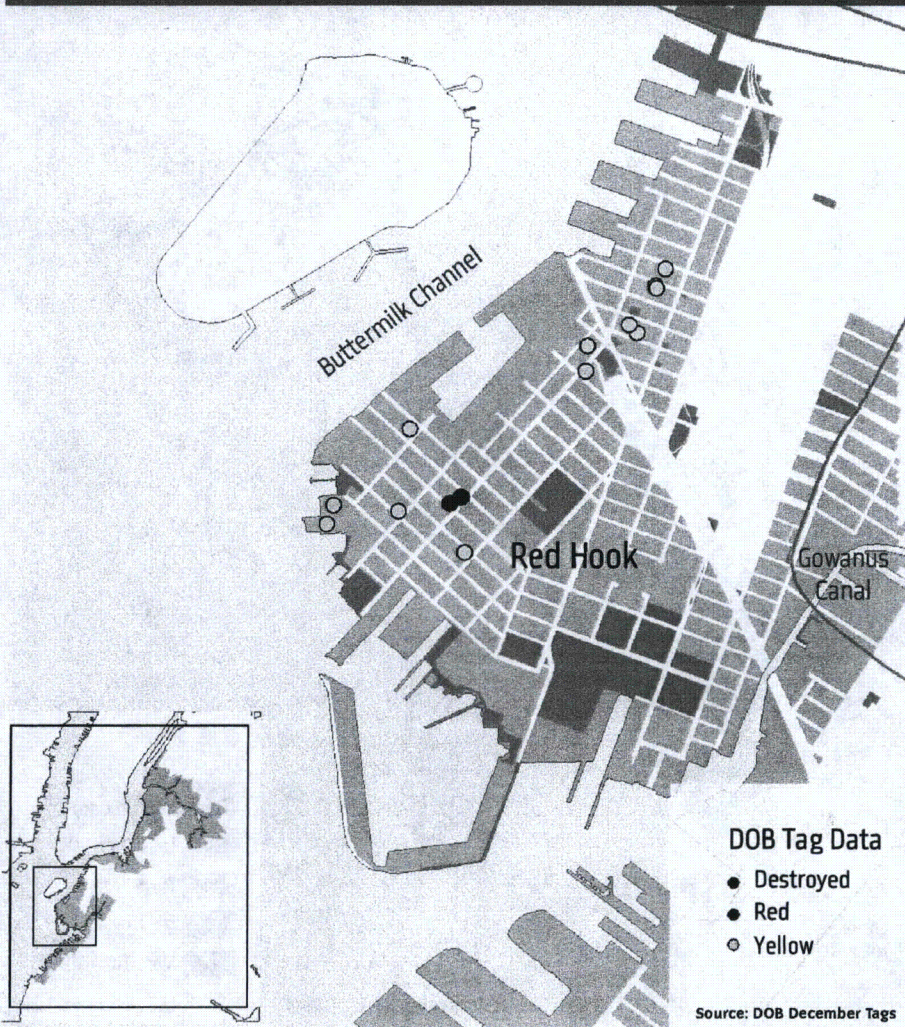 Buttermilk Channel
Red Hook
Gowanus
Canal
DOB Tag Data
Destroyed
Red
Yellow
Source: DOB December Tags